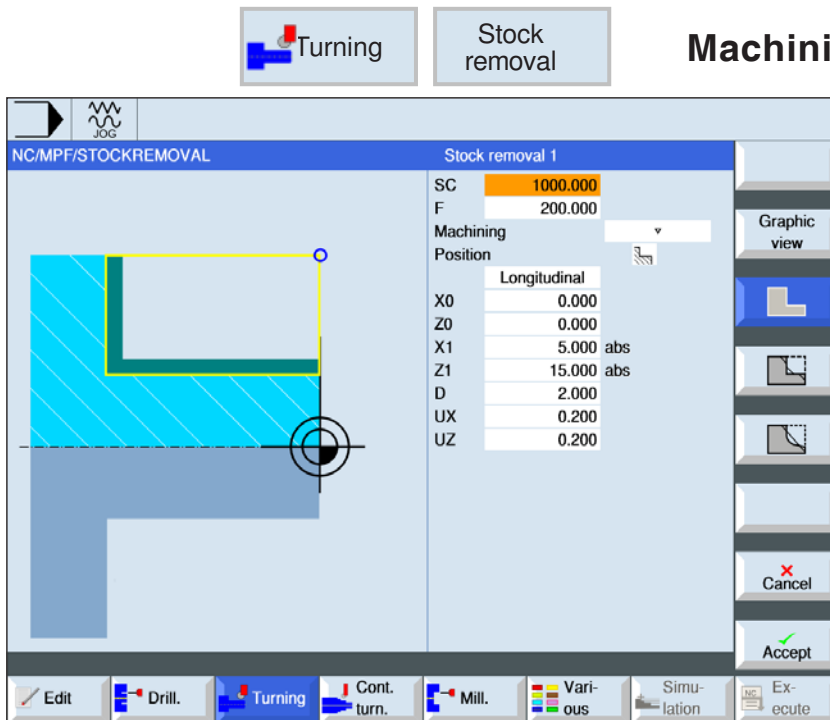 Turning
Stock
removal
Machini
JOG
NC/MPF/STOCKREMOVAL
Stock removal 1
SC 1000.000
F 200.000
Machining
Position
Longitudinal
X0 0.000
Z0 0.000
X1 5.000 abs
Z1 15.000 abs
D 2.000
UX 0.200
UZ 0.200
Graphic
view
Cancel
Accept
Edit
Drill.
Turning
Cont.
turn.
Mill.
Vari-
ous
Simu-
lation
NC
Ex-
ecute